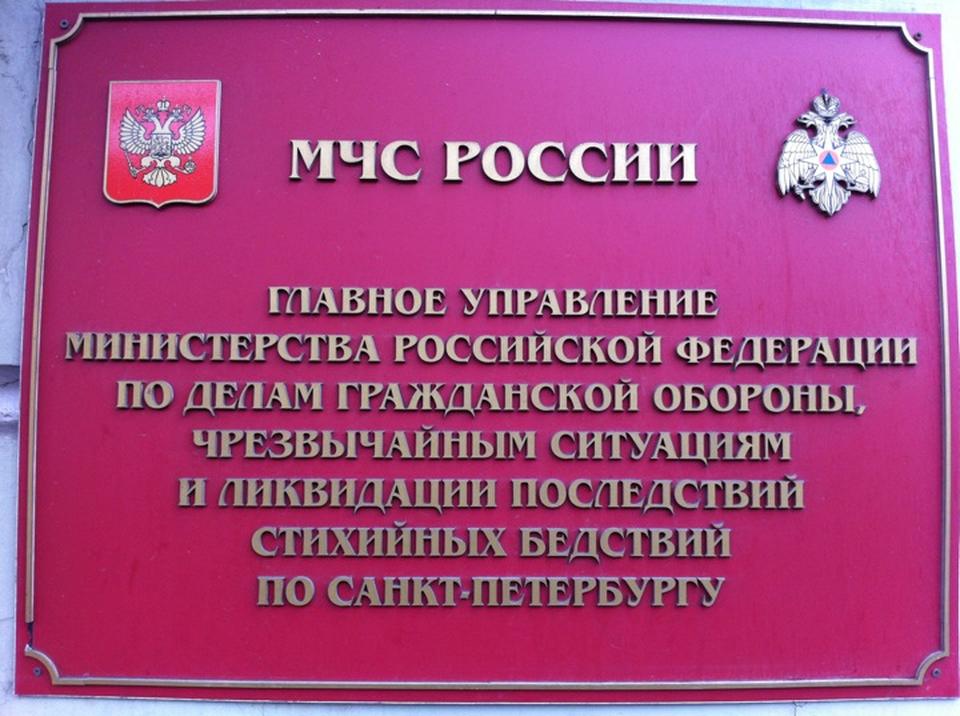 МЧС РОССИИ
ГЛАВНОЕ УПРАВЛЕНИЕ
МИНИСТЕРСТВА РОССИЙСКОЙ ФЕДЕРАЦИИ
ПО ДЕЛАМ ГРАЖДАНСКОЙ ОБОРОНЫ,
ЧРЕЗВЫЧАЙНЫМ СИТУАЦИЯМ
И ЛИКВИДАЦИИ ПОСЛЕДСТВИЙ
СТИХИЙНЫХ БЕДСТВИЙ
ПО САНКТ-ПЕТЕРБУРГУ